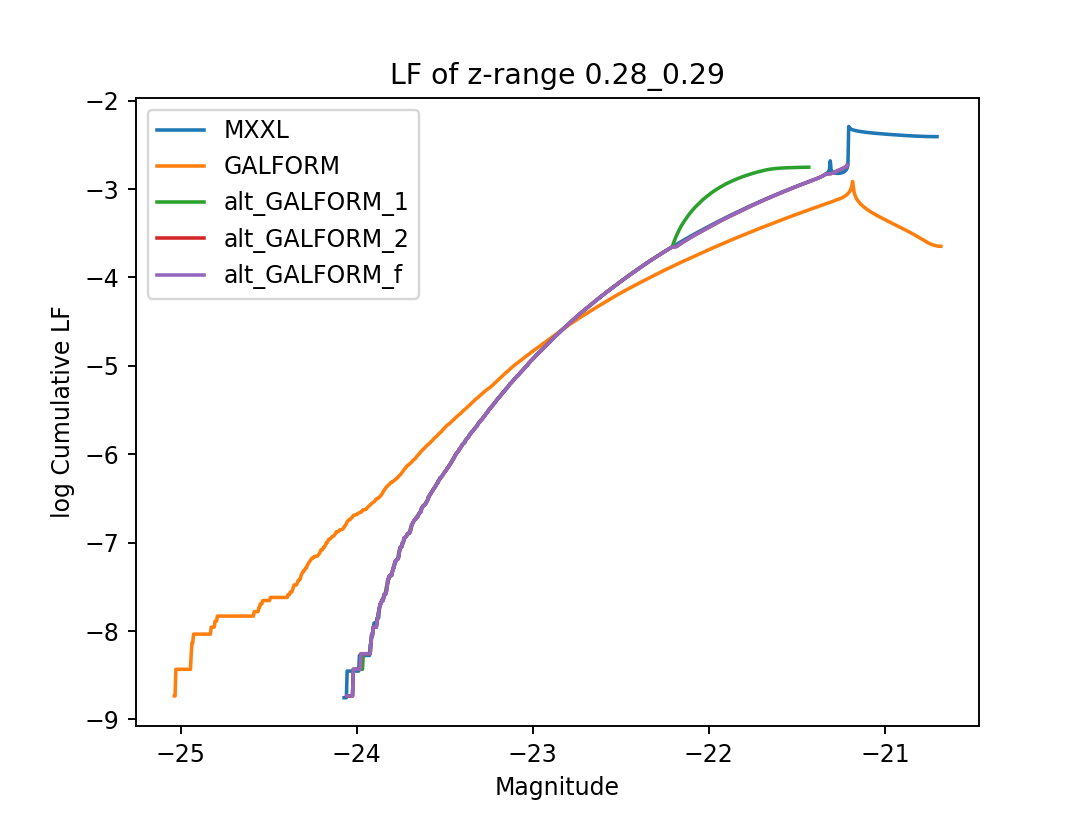 LF of z-range 0.28_0.29
MXXL
GALFORM
alt_GALFORM_1
alt_GALFORM_2
alt_GALFORM_f
log Cumulative LF
−2
−3
−4
−5
−6
−7
−8
−9
−25 −24 −23 −22 −21
Magnitude